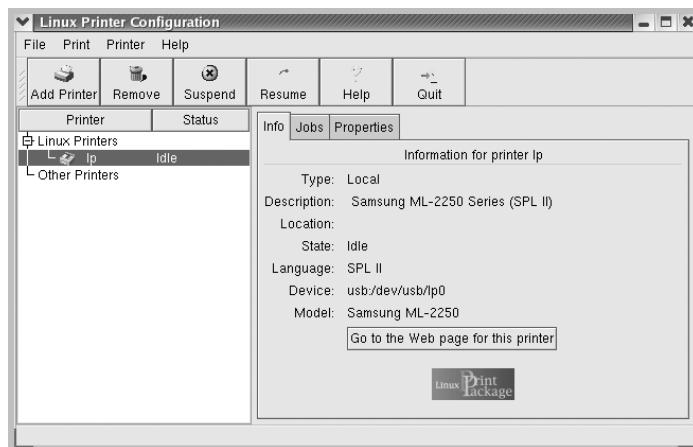 Linux Printer Configuration
File Print Printer Help
Add Printer Remove Suspend Resume Help Quit
Printer Status
Linux Printers
lp Idle
Other Printers
Info Jobs Properties
Information for printer lp
Type: Local
Description: Samsung ML-2250 Series (SPL II)
Location:
State: Idle
Language: SPL II
Device: usb:/dev/usb/lp0
Model: Samsung ML-2250
Go to the Web page for this printer
Linux Print Package